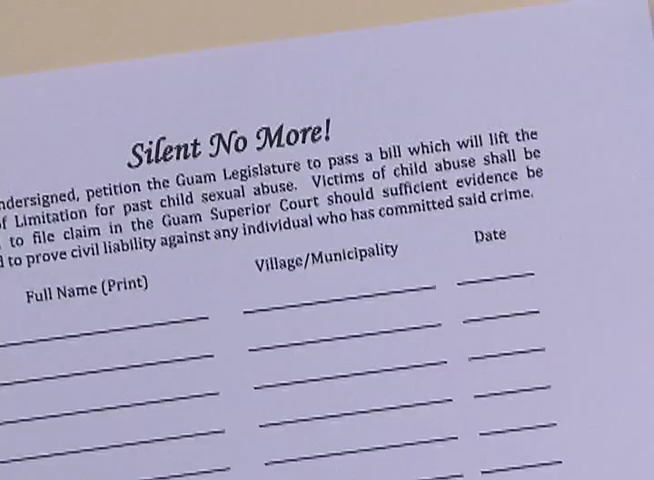 Silent No More!
ndersigned, petition the Guam Legislature to pass a bill which will lift the
f Limitation for past child sexual abuse. Victims of child abuse shall be
to file claim in the Guam Superior Court should sufficient evidence be
d to prove civil liability against any individual who has committed said crime.
Full Name (Print) Village/Municipality Date